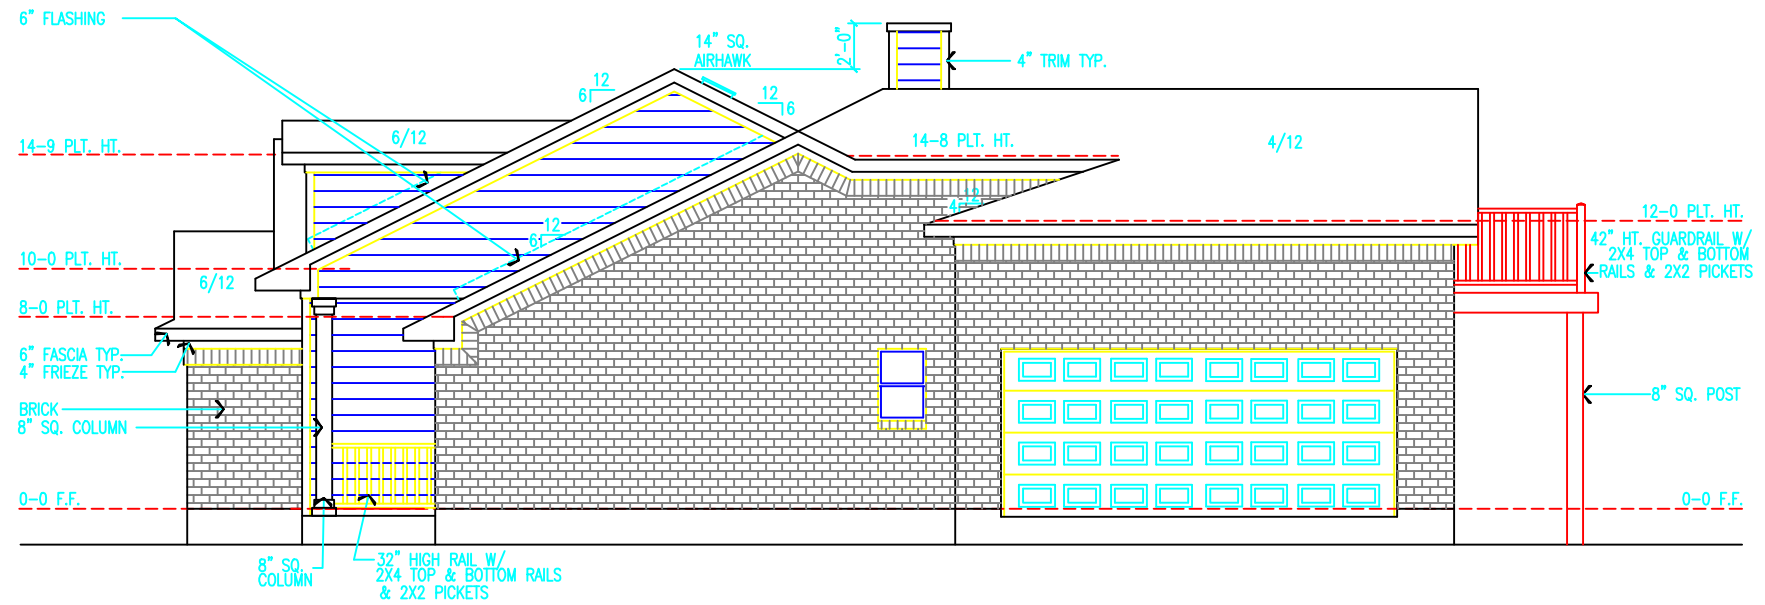 6" FLASHING
14" SQ.
AIRHAWK
2'-0"
4" TRIM TYP.
12
6
12
6
6/12
14-9 PLT. HT.
14-8 PLT. HT.
4/12
12
4
12-0 PLT. HT.
12
6
42" HT. GUARDRAIL W/
2X4 TOP & BOTTOM
RAILS & 2X2 PICKETS
10-0 PLT. HT.
6/12
8-0 PLT. HT.
6" FASCIA TYP.
4" FRIEZE TYP.
BRICK
8" SQ. COLUMN
8" SQ. POST
0-0 F.F.
0-0 F.F.
8" SQ.
COLUMN
32" HIGH RAIL W/
2X4 TOP & BOTTOM RAILS
& 2X2 PICKETS